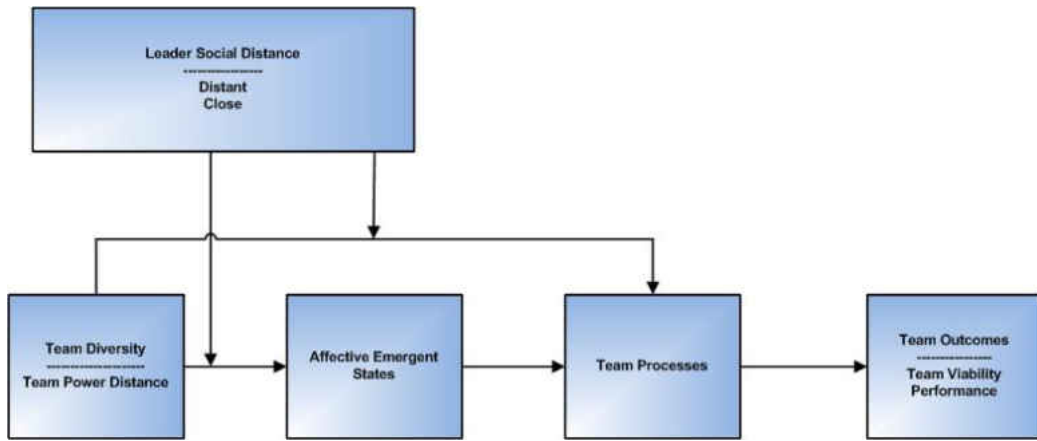 Leader Social Distance
------------------
Distant
Close
Team Diversity
----------------------
Team Power Distance
Affective Emergent
States
Team Processes
Team Outcomes
-----------------
Team Viability
Performance